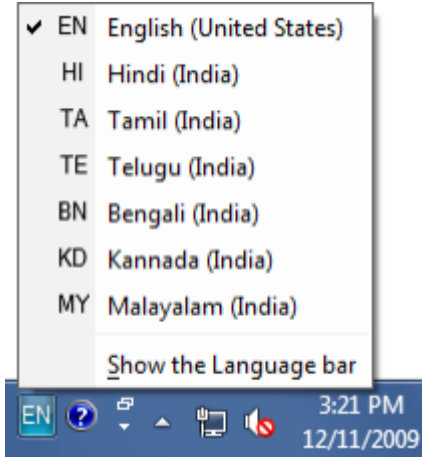 EN English (United States)
HI Hindi (India)
TA Tamil (India)
TE Telugu (India)
BN Bengali (India)
KD Kannada (India)
MY Malayalam (India)
Show the Language bar
EN ? 3:21 PM
12/11/2009